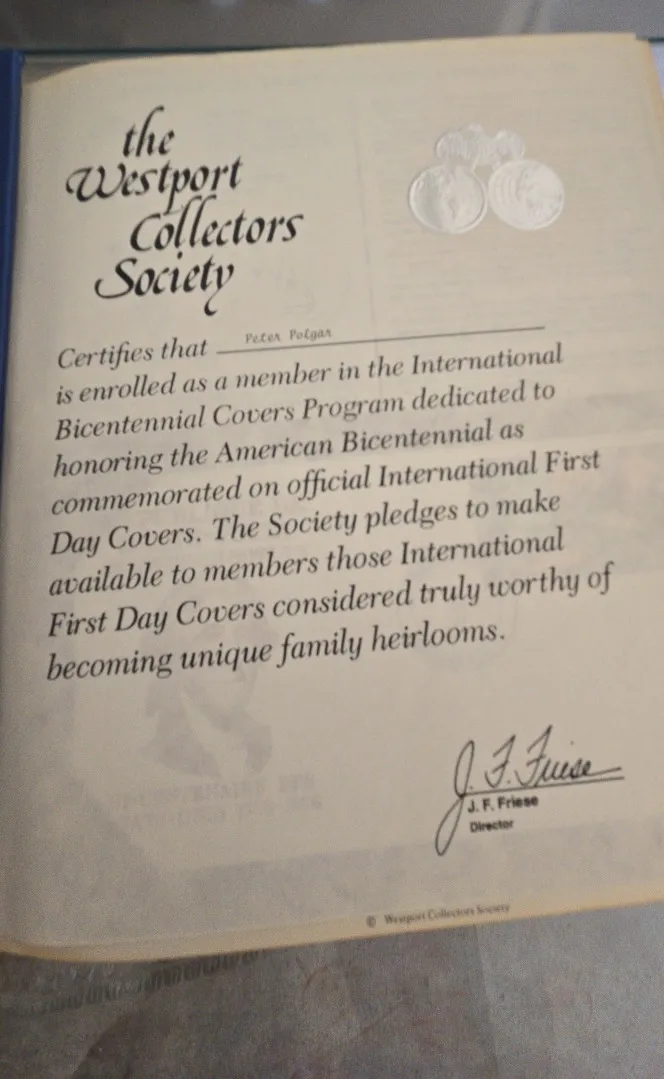 the
Westport
Collectors
Society
Certifies that Peter Polgar
is enrolled as a member in the International
Bicentennial Covers Program dedicated to
honoring the American Bicentennial as
commemorated on official International First
Day Covers. The Society pledges to make
available to members those International
First Day Covers considered truly worthy of
becoming unique family heirlooms.
J. F. Friese
J. F. Friese
Director
© Westport Collectors Society